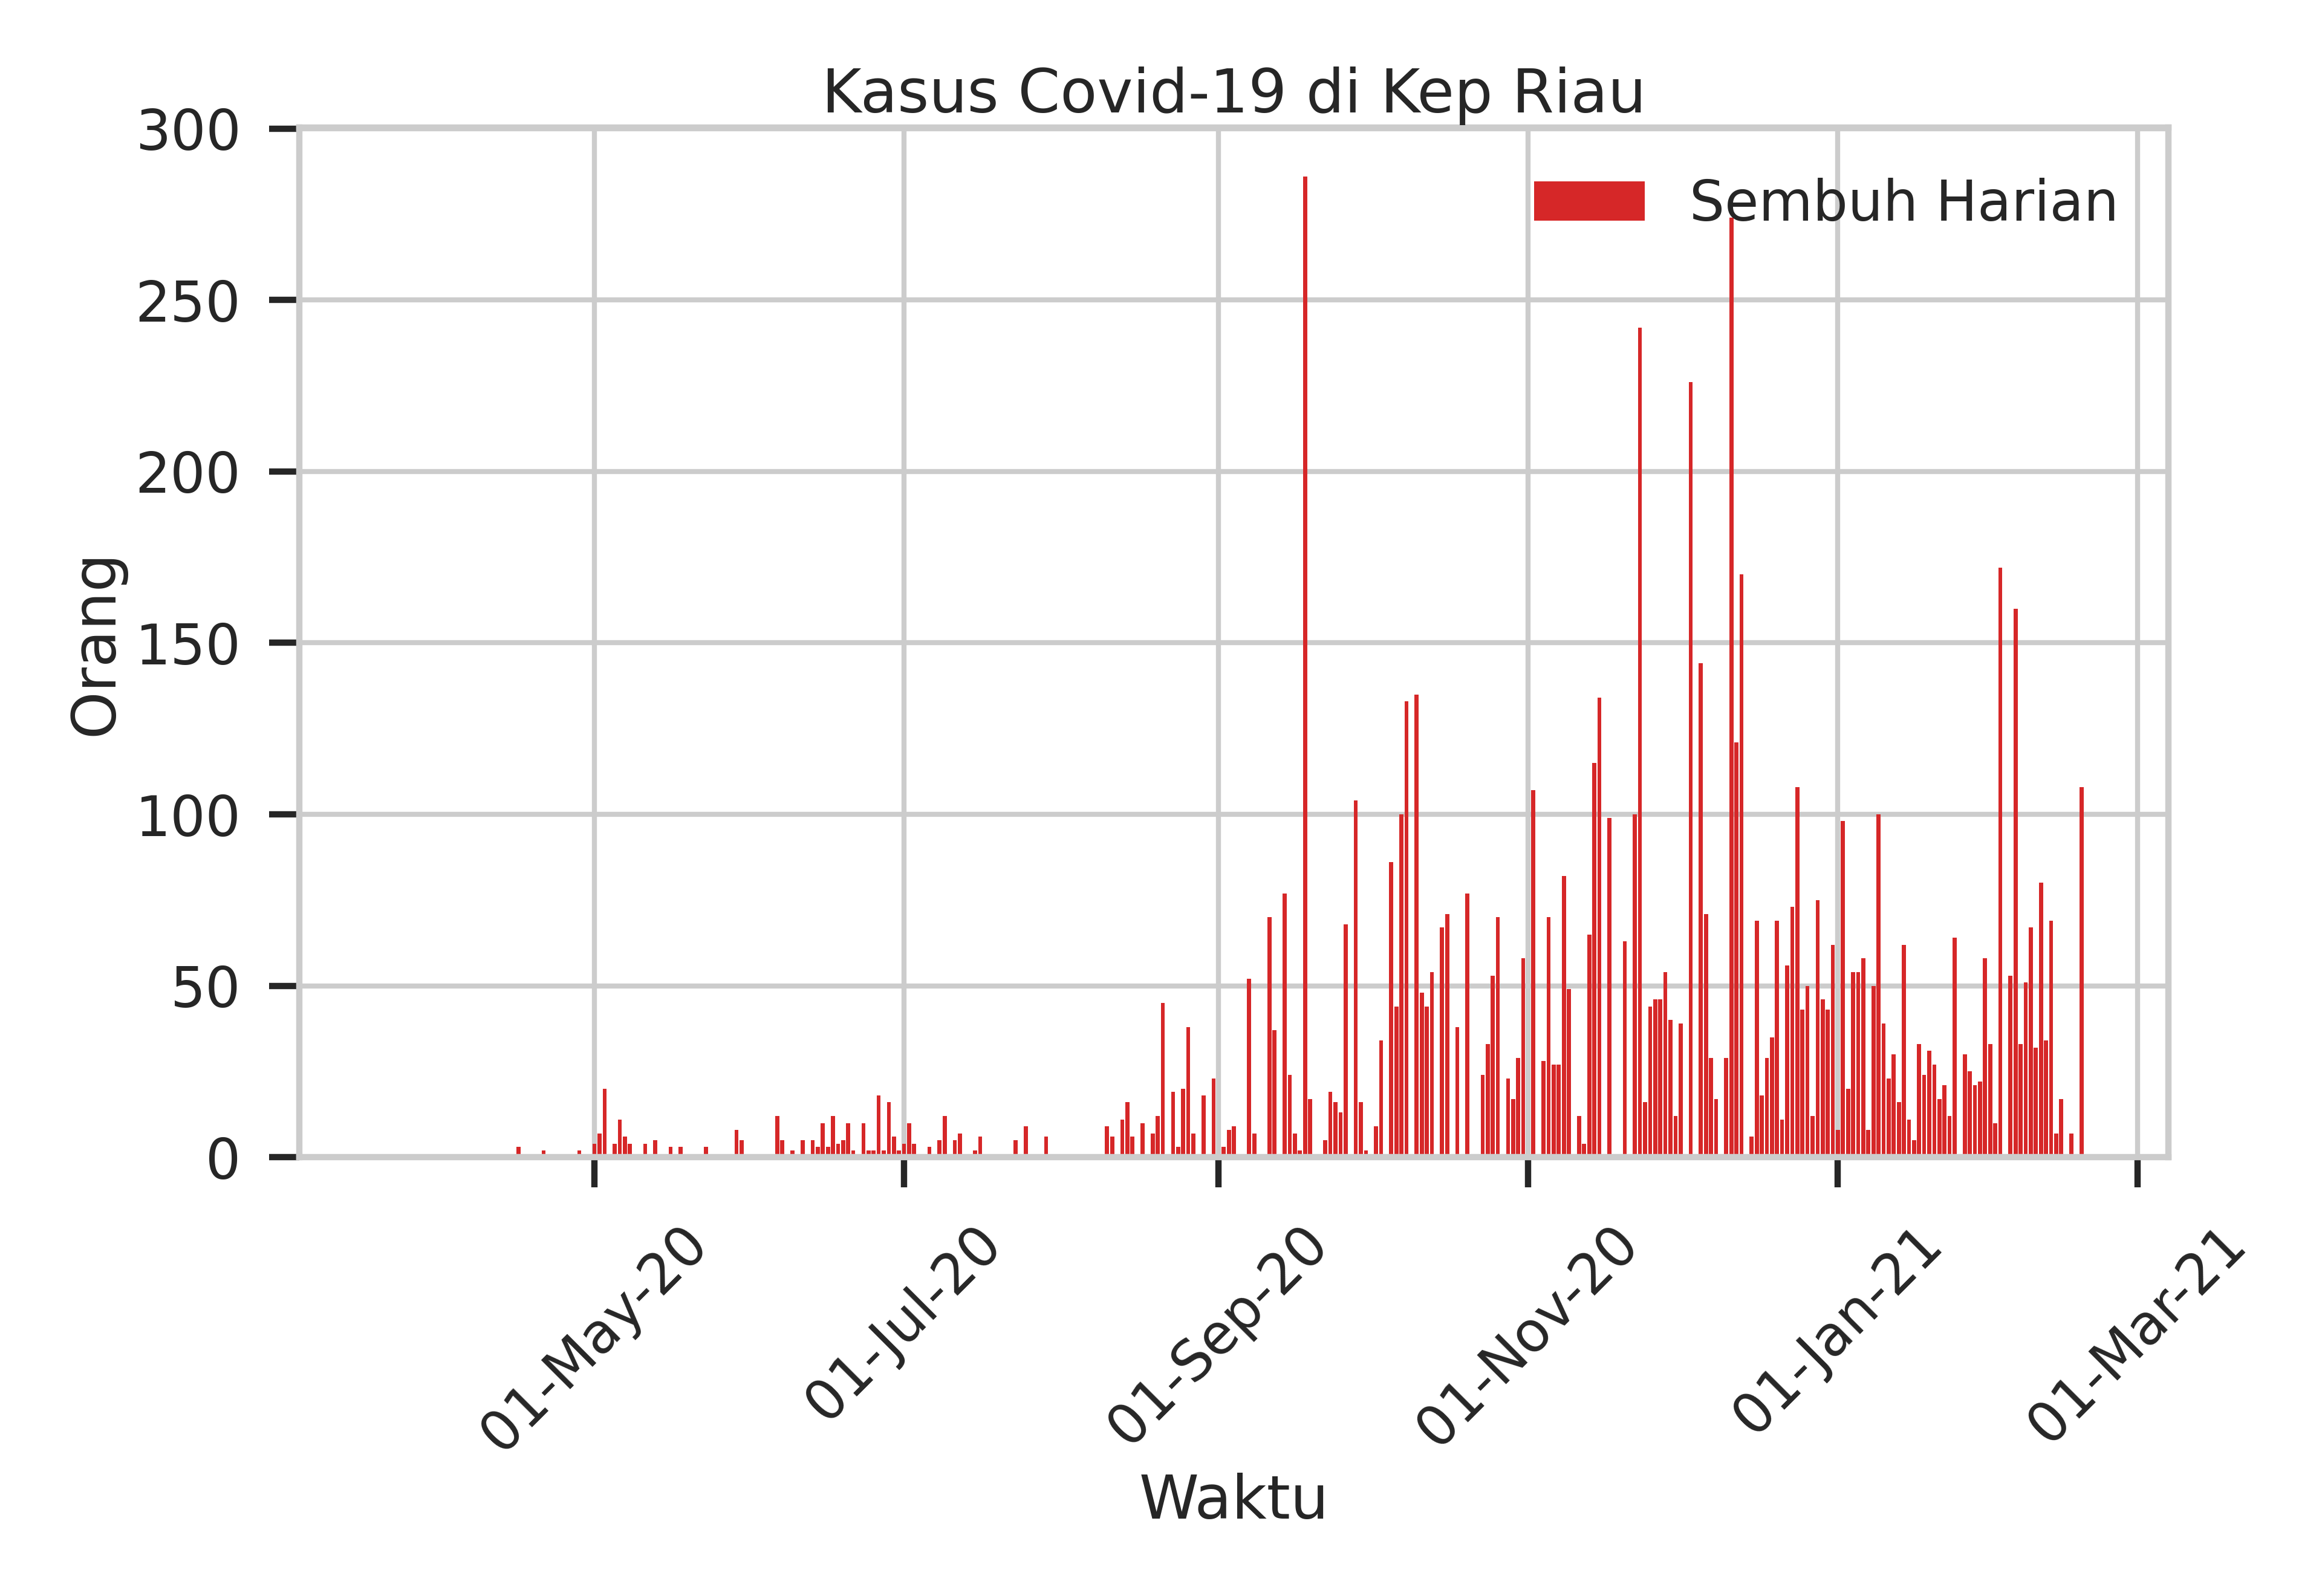 Kasus Covid-19 di Kep Riau
Sembuh Harian
300
250
200
150
100
50
0
Orang
01-May-20
01-Jul-20
01-Sep-20
01-Nov-20
01-Jan-21
01-Mar-21
Waktu